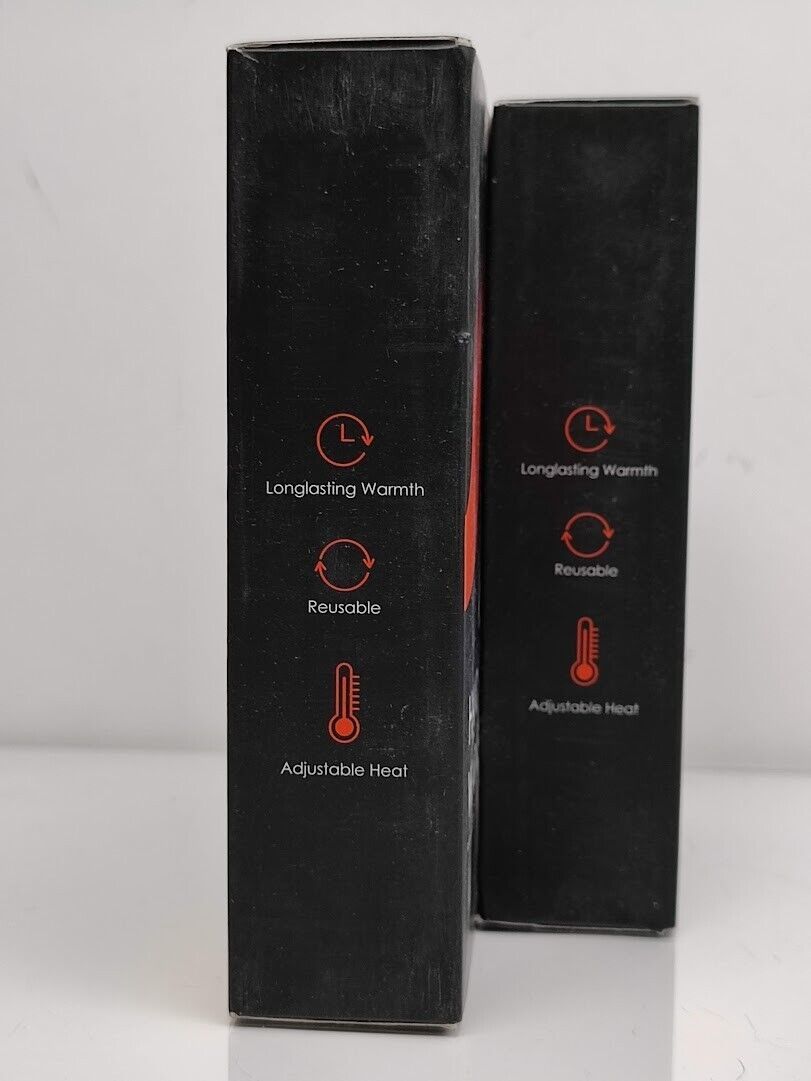 Longlasting Warmth
Reusable
Adjustable Heat
Longlasting Warmth
Reusable
Adjustable Heat